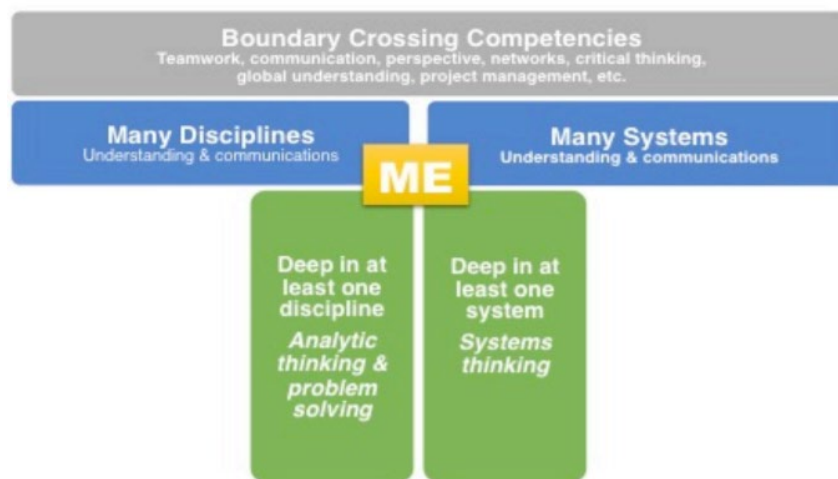 Boundary Crossing Competencies
Teamwork, communication, perspective, networks, critical thinking,
global understanding, project management, etc.
Many Disciplines
Understanding & communications
Many Systems
Understanding & communications
ME
Deep in at
least one
discipline
Analytic
thinking &
problem
solving
Deep in at
least one
system
Systems
thinking